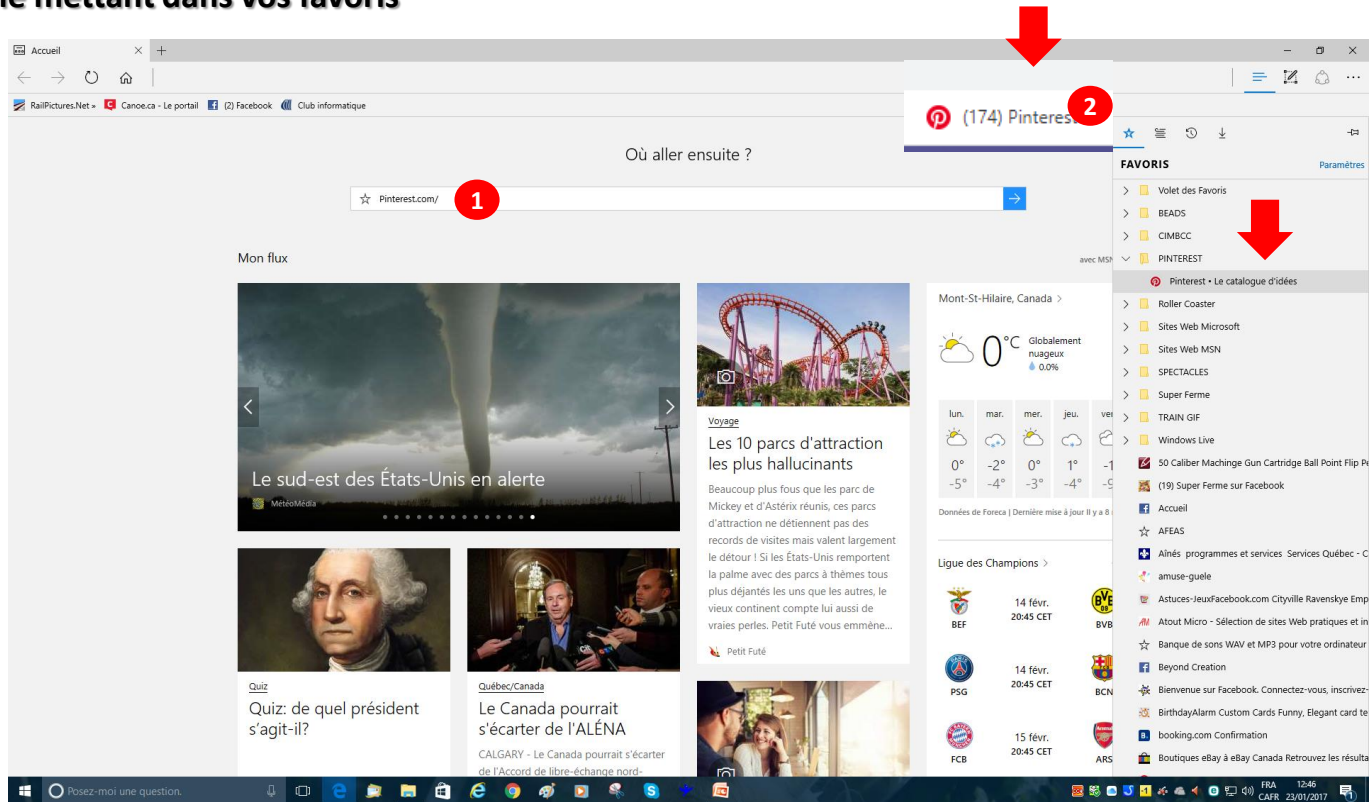 le mettant dans vos favoris
Accueil
RailPictures.Net »
Canoe.ca - Le portail
(2) Facebook
Club informatique
(174) Pinterest
2
Où aller ensuite ?
Pinterest.com/
1
Mon flux
avec MSN
Le sud-est des États-Unis en alerte
MétéoMédia
Voyage
Les 10 parcs d'attraction
les plus hallucinants
Beaucoup plus fous que les parc de
Mickey et d'Astérix réunis, ces parcs
d'attraction ne détiennent pas des
records de visites mais valent largement
le détour ! Si les États-Unis remportent
la palme avec des parcs à thèmes tous
plus déjantés les uns que les autres, le
vieux continent compte lui aussi de
vraies perles. Petit Futé vous emmène...
Petit Futé
Quiz
Quiz: de quel président
s'agit-il?
Québec/Canada
Le Canada pourrait
s'écarter de l'ALÉNA
CALGARY - Le Canada pourrait s'écarter
de l'Accord de libre-échange nord-
Mont-St-Hilaire, Canada >
0°C Globalement
nuageux
0.0%
lun. mar. mer. jeu. ve
0° -2° 0° 1° -1
-5° -4° -3° -4° -9
Données de Foreca | Dernière mise à jour Il y a 8
Ligue des Champions >
14 févr.
20:45 CET
BEF BVB
14 févr.
20:45 CET
PSG BCN
15 févr.
20:45 CET
FCB ARS
FAVORIS Paramètres
Volet des Favoris
BEADS
CIMBCC
PINTEREST
Pinterest • Le catalogue d'idées
Roller Coaster
Sites Web Microsoft
Sites Web MSN
SPECTACLES
Super Ferme
TRAIN GIF
Windows Live
50 Caliber Machinge Gun Cartridge Ball Point Flip Pe
(19) Super Ferme sur Facebook
Accueil
AFEAS
Aînés programmes et services Services Québec - C
amuse-guele
Astuces-JeuxFacebook.com Cityville Ravenskye Emp
Atout Micro - Sélection de sites Web pratiques et in
Banque de sons WAV et MP3 pour votre ordinateur
Beyond Creation
Bienvenue sur Facebook. Connectez-vous, inscrivez-
BirthdayAlarm Custom Cards Funny, Elegant card te
booking.com Confirmation
Boutiques eBay à eBay Canada Retrouvez les résulta
Posez-moi une question.
FRA 12:46
CAFR 23/01/2017